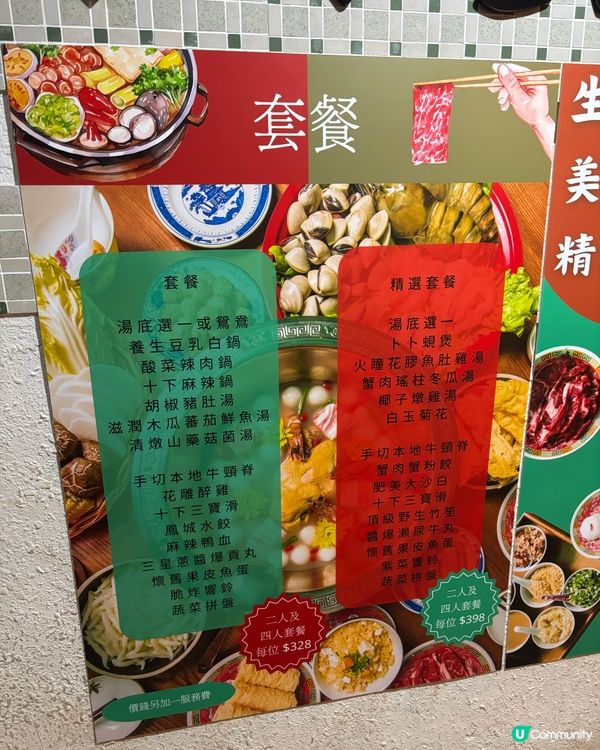 套餐
套餐
湯底選一或鴛鴦
養生豆乳白鍋
酸菜辣肉鍋
十下麻辣鍋
胡椒豬肚湯
滋潤木瓜蕃茄鮮魚湯
清燉山藥菇菌湯
手切本地牛頸脊
花雕醉雞
十下三寶滑
鳳城水餃
麻辣鴨血
三星蔥醬爆貢丸
懷舊果皮魚蛋
脆炸響鈴
蔬菜拼盤
二人及
四人套餐
每位 $328
價錢另加一服務費
精選套餐
湯底選一
卜卜蜆煲
火瞳花膠魚肚雞湯
蟹肉瑤柱冬瓜湯
椰子燉雞湯
白玉菊花
手切本地牛頸脊
蟹肉蟹粉餃
肥美大沙白
十下三寶滑
頂級野生竹笙
醬爆瀨尿牛丸
懷舊果皮魚蛋
紫菜響鈴
蔬菜拼盤
二人及
四人套餐
每位 $398
生
美
精
U Community